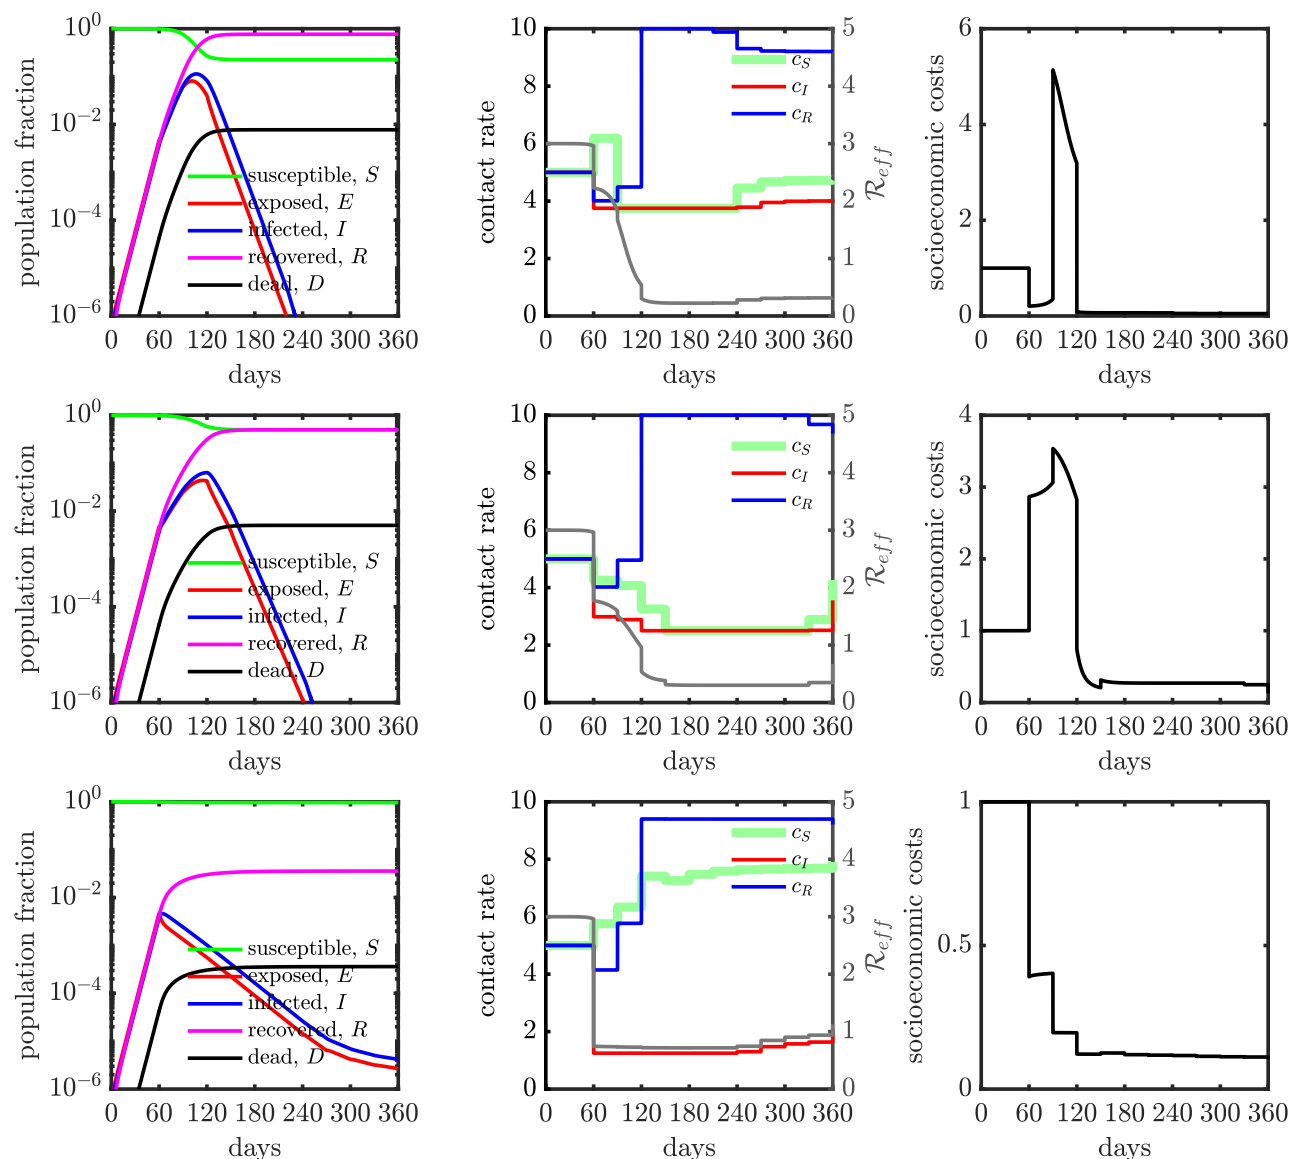 population fraction
10^0
10^{-2}
10^{-4}
10^{-6}
susceptible, S
exposed, E
infected, I
recovered, R
dead, D
0 60 120 180 240 300 360
days
contact rate
10
8
6
4
2
0
c_S
c_I
c_R
5
4
3
2
1
0
R_{eff}
0 60 120 180 240 300 360
days
socioeconomic costs
6
4
2
0
0 60 120 180 240 300 360
days
population fraction
10^0
10^{-2}
10^{-4}
10^{-6}
susceptible, S
exposed, E
infected, I
recovered, R
dead, D
0 60 120 180 240 300 360
days
contact rate
10
8
6
4
2
0
c_S
c_I
c_R
5
4
3
2
1
0
R_{eff}
0 60 120 180 240 300 360
days
socioeconomic costs
4
3
2
1
0
0 60 120 180 240 300 360
days
population fraction
10^0
10^{-2}
10^{-4}
10^{-6}
susceptible, S
exposed, E
infected, I
recovered, R
dead, D
0 60 120 180 240 300 360
days
contact rate
10
8
6
4
2
0
c_S
c_I
c_R
5
4
3
2
1
0
R_{eff}
0 60 120 180 240 300 360
days
socioeconomic costs
1
0.5
0
0 60 120 180 240 300 360
days